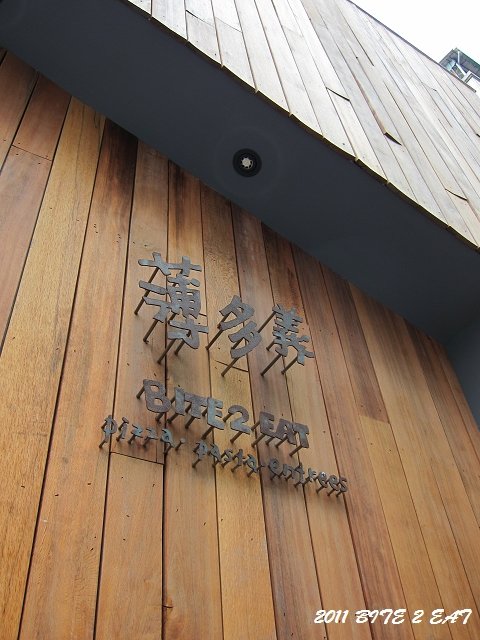 薄多義
BITE 2 EAT
pizza · pasta · entrees
2011 BITE 2 EAT